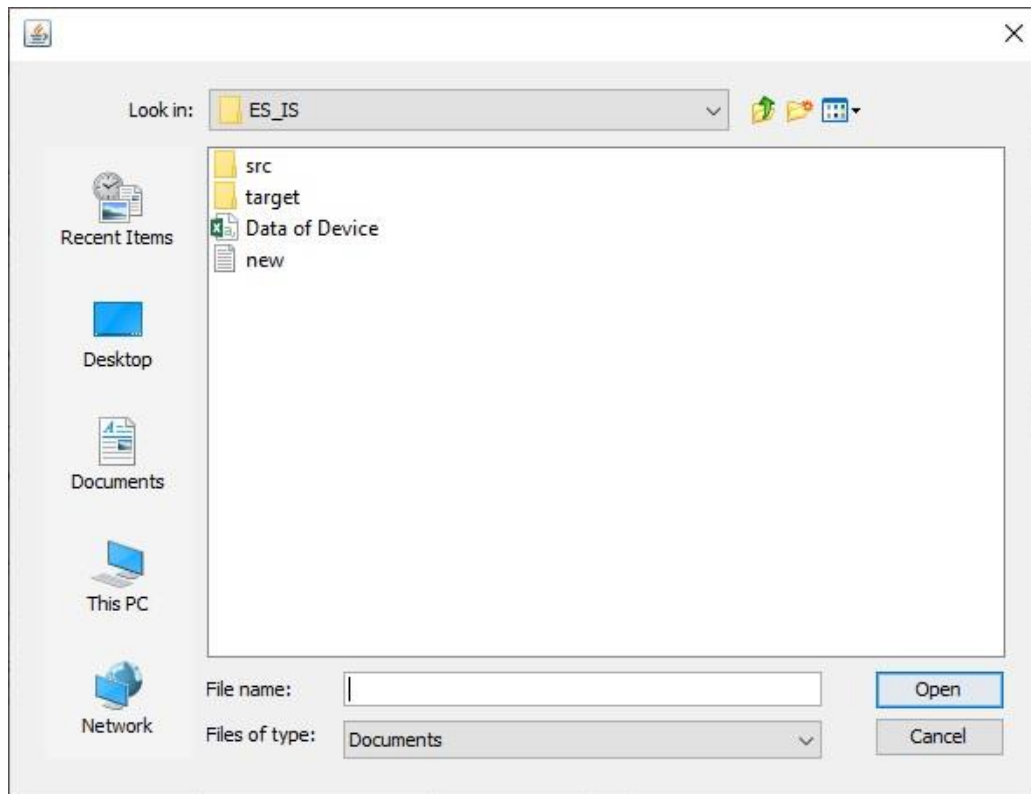 Look in: ES_IS
src
target
Data of Device
new
Recent Items
Desktop
Documents
This PC
Network
File name: Open
Files of type: Documents Cancel